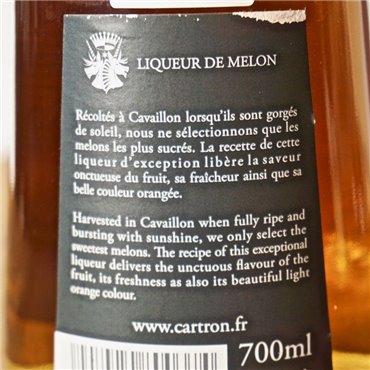 LIQUEUR DE MELON
Récoltés à Cavaillon lorsqu'ils sont gorgés
de soleil, nous ne sélectionnons que les
melons les plus sucrés. La recette de cette
liqueur d'exception libère la saveur
onctueuse du fruit, sa fraîcheur ainsi que sa
belle couleur orangée.
Harvested in Cavaillon when fully ripe and
bursting with sunshine, we only select the
sweetest melons. The recipe of this exceptional
liqueur delivers the unctuous flavour of the
fruit, its freshness as also its beautiful light
orange colour.
www.cartron.fr
700ml